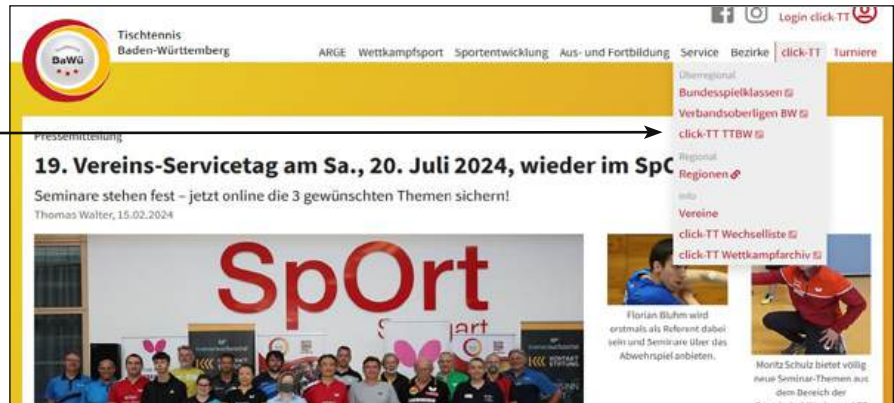 Login click-TT
Tischtennis
Baden-Württemberg
BaWü
ARGE Wettkampfsport Sportentwicklung Aus- und Fortbildung Service Bezirke click-TT Turniere
Überregional
Bundesspielklassen
Verbandsoberligen BW
click-TT TTBW
Regional
Regionen
Info
Vereine
click-TT Wechselliste
click-TT Wettkampfarchiv
Pressemitteilung
19. Vereins-Servicetag am Sa., 20. Juli 2024, wieder im SpO
Seminare stehen fest – jetzt online die 3 gewünschten Themen sichern!
Thomas Walter, 15.02.2024
SpOrt
S art
KONTAKT
STIFTUNG
Florian Bluhm wird
erstmals als Referent dabei
sein und Seminare über das
Abwehrspiel anbieten.
Moritz Schulz bietet völlig
neue Seminar-Themen aus
dem Bereich der